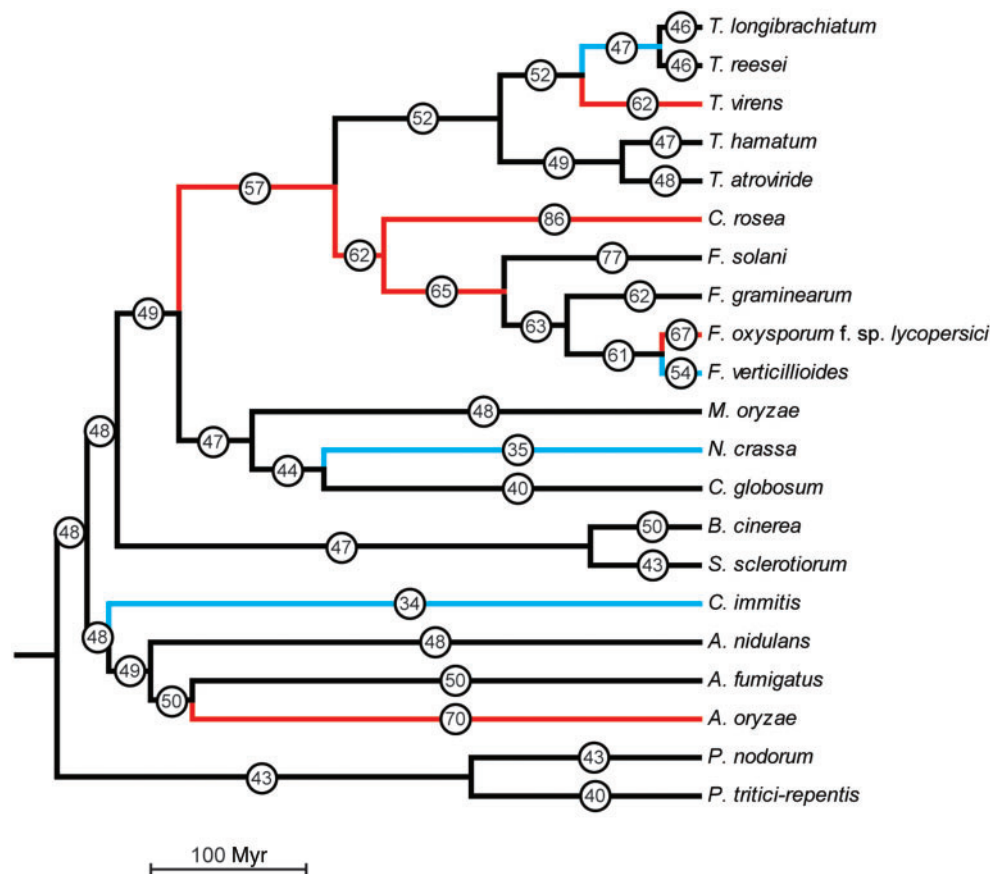 46 T. longibrachiatum
47
46 T. reesei
52
62 T. virens
52
47 T. hamatum
49
48 T. atroviride
57
86 C. rosea
62
77 F. solani
65
62 F. graminearum
63
49
67 F. oxysporum f. sp. lycopersici
61
54 F. verticillioides
48 M. oryzae
48
47
35 N. crassa
44
40 C. globosum
50 B. cinerea
48
47
43 S. sclerotiorum
34 C. immitis
48
48 A. nidulans
49
50 A. fumigatus
50
70 A. oryzae
43 P. nodorum
43
40 P. tritici-repentis
100 Myr